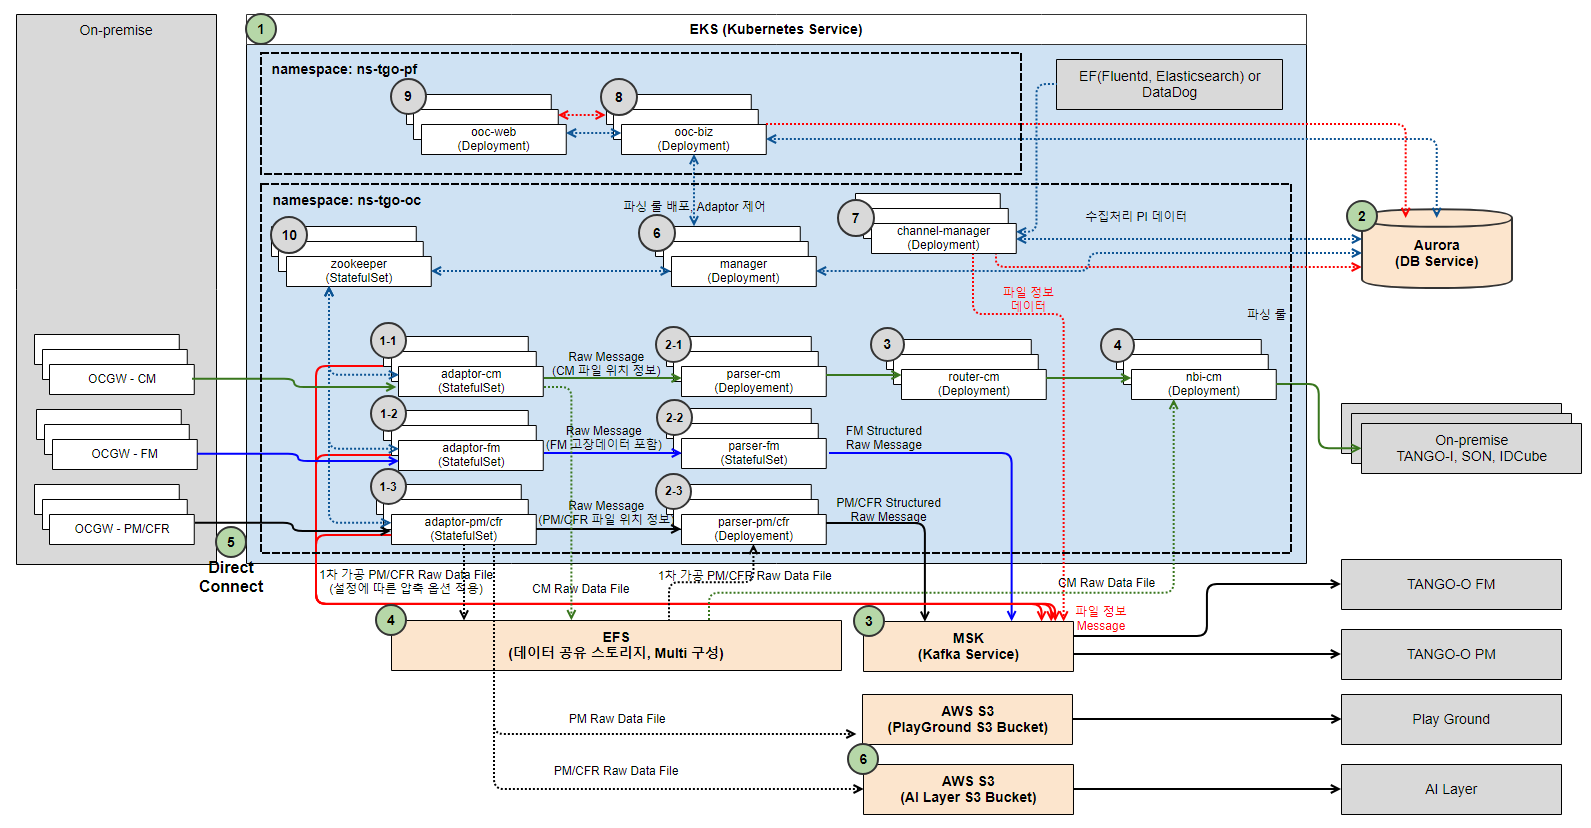 On-premise
1
EKS (Kubernetes Service)
namespace: ns-tgo-pf
EF(Fluentd, Elasticsearch) or
DataDog
9
ooc-web
(Deployment)
8
ooc-biz
(Deployment)
namespace: ns-tgo-oc
파싱 룰 배포, Adaptor 제어
10
zookeeper
(StatefulSet)
6
manager
(Deployment)
7
channel-manager
(Deployment)
수집처리 PI 데이터
2
Aurora
(DB Service)
파일 정보
데이터
파싱 룰
OCGW - CM
1-1
adaptor-cm
(StatefulSet)
Raw Message
(CM 파일 위치 정보)
2-1
parser-cm
(Deployement)
3
router-cm
(Deployment)
4
nbi-cm
(Deployment)
OCGW - FM
1-2
adaptor-fm
(StatefulSet)
Raw Message
(FM 고장데이터 포함)
2-2
parser-fm
(StatefulSet)
FM Structured
Raw Message
On-premise
TANGO-I, SON, IDCube
OCGW - PM/CFR
1-3
adaptor-pm/cfr
(StatefulSet)
Raw Message
(PM/CFR 파일 위치 정보)
2-3
parser-pm/cfr
(Deployement)
PM/CFR Structured
Raw Message
5
Direct
Connect
1차 가공 PM/CFR Raw Data File
(설정에 따른 압축 옵션 적용)
CM Raw Data File
1차 가공 PM/CFR Raw Data File
CM Raw Data File
파일 정보
Message
4
EFS
(데이터 공유 스토리지, Multi 구성)
3
MSK
(Kafka Service)
TANGO-O FM
TANGO-O PM
PM Raw Data File
AWS S3
(PlayGround S3 Bucket)
Play Ground
PM/CFR Raw Data File
6
AWS S3
(AI Layer S3 Bucket)
AI Layer